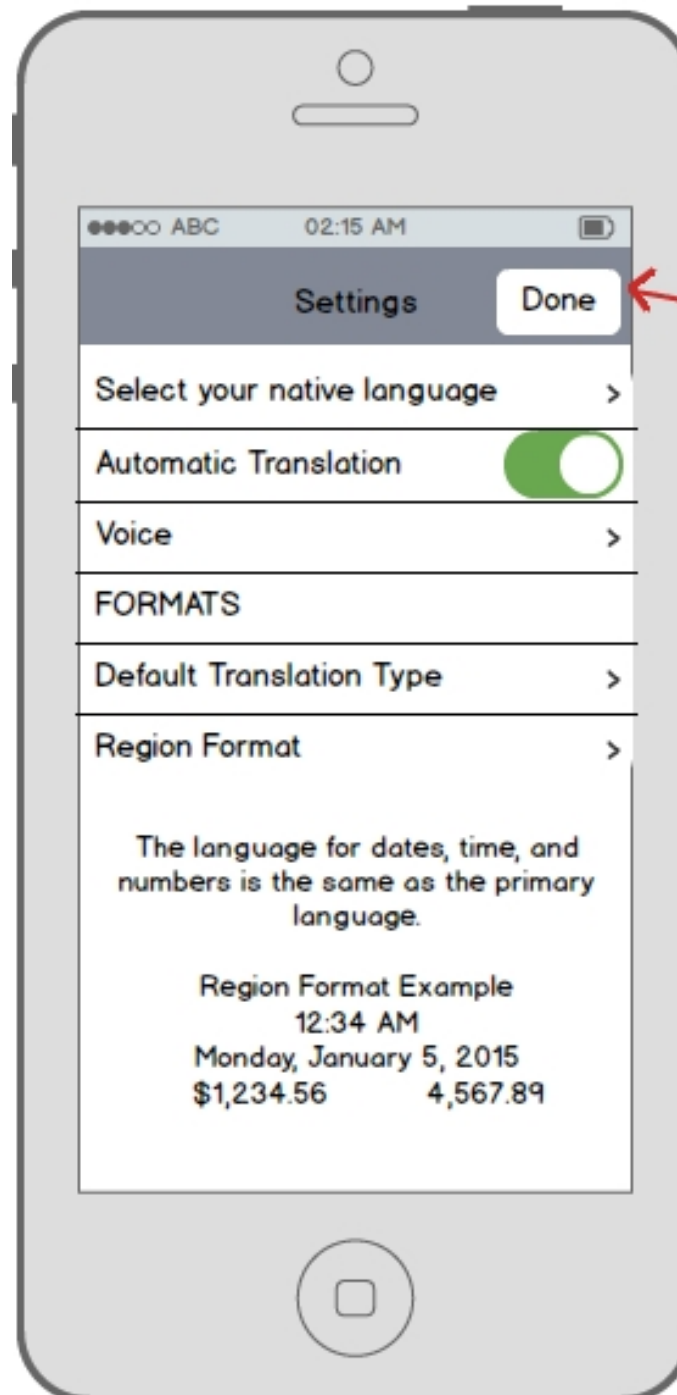 ABC 02:15 AM
Settings Done
Select your native language >
Automatic Translation
Voice >
FORMATS
Default Translation Type >
Region Format >
The language for dates, time, and
numbers is the same as the primary
language.
Region Format Example
12:34 AM
Monday, January 5, 2015
$1,234.56 4,567.89